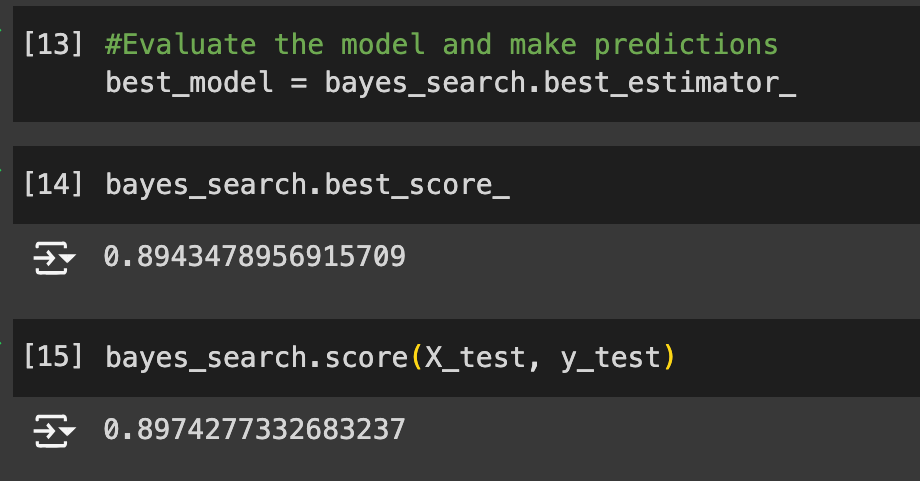 [13] #Evaluate the model and make predictions
best_model = bayes_search.best_estimator_
[14] bayes_search.best_score_
0.8943478956915709
[15] bayes_search.score(X_test, y_test)
0.8974277332683237